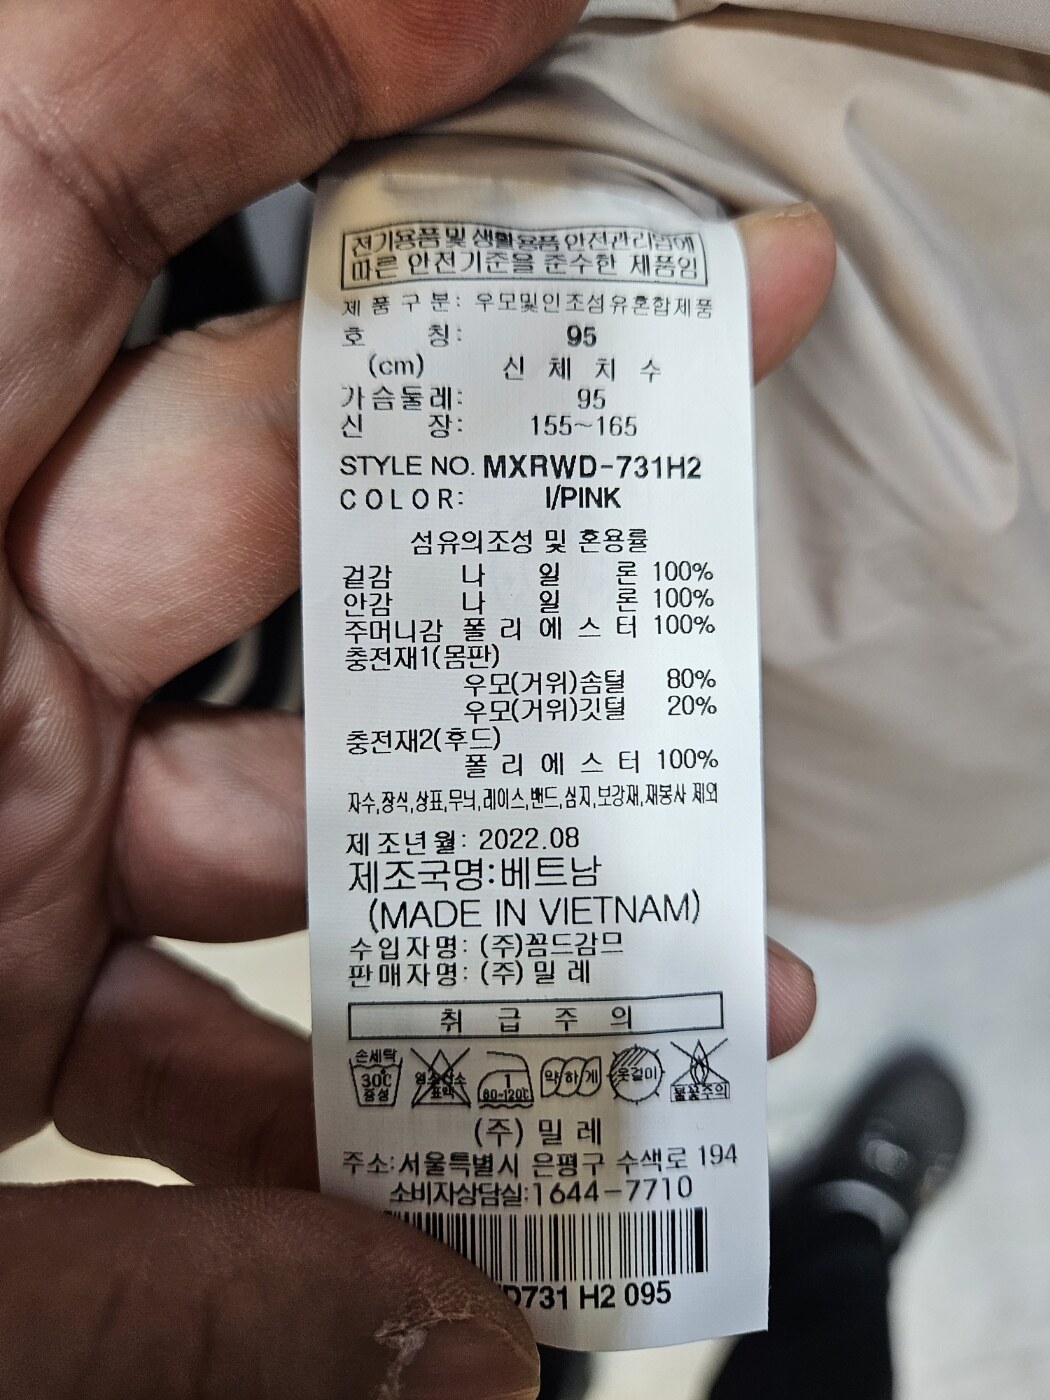 전기용품 및 생활용품 안전관리법에
따른 안전기준을 준수한 제품임
제품구분: 우모및인조섬유혼합제품
호 칭: 95
(cm) 신 체 치 수
가슴둘레: 95
신 장: 155~165
STYLE NO. MXRWD-731H2
COLOR: I/PINK
섬유의조성 및 혼용률
겉감 나 일 론 100%
안감 나 일 론 100%
주머니감 폴 리 에 스 터 100%
충전재1(몸판)
우모(거위)솜털 80%
우모(거위)깃털 20%
충전재2(후드)
폴 리 에 스 터 100%
자수,장식,상표,무늬,레이스,밴드,심지,보강재,재봉사 제외
제조년월: 2022.08
제조국명:베트남
(MADE IN VIETNAM)
수입자명: (주)꼼드감므
판매자명: (주) 밀 레
취 급 주 의
손세탁 30℃ 중성 염소산소 표백 1 80~120℃ 약하게 옷걸이 불꽃주의
(주) 밀 레
주소:서울특별시 은평구 수색로 194
소비자상담실:1644-7710
D731 H2 095